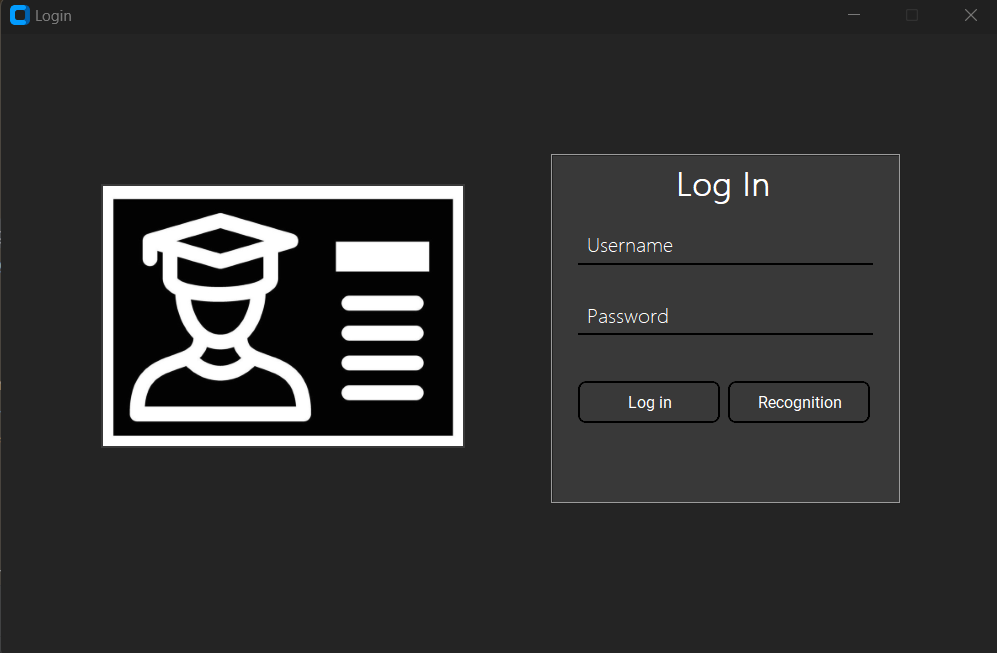 Login
Log In
Username
Password
Log in
Recognition